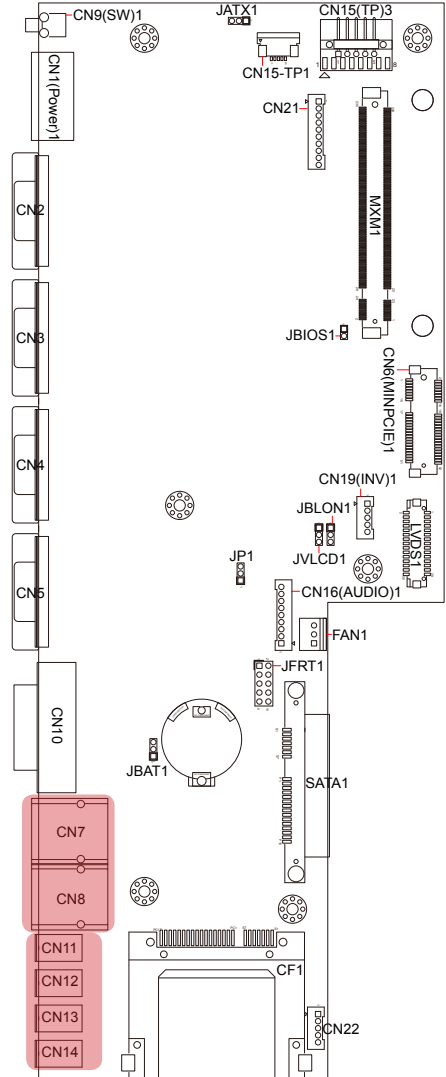 CN9(SW)1
JATX1
CN15(TP)3
CN15-TP1
1
8
CN1(Power)1
CN21
CN2
MXM1
CN3
JBIOS1
CN6(MINPCIE)1
CN4
CN19(INV)1
JBLON1
LVDS1
JVLCD1
JP1
CN5
CN16(AUDIO)1
FAN1
JFRT1
CN10
JBAT1
SATA1
CN7
CN8
CN11
CF1
CN12
CN13
CN22
CN14